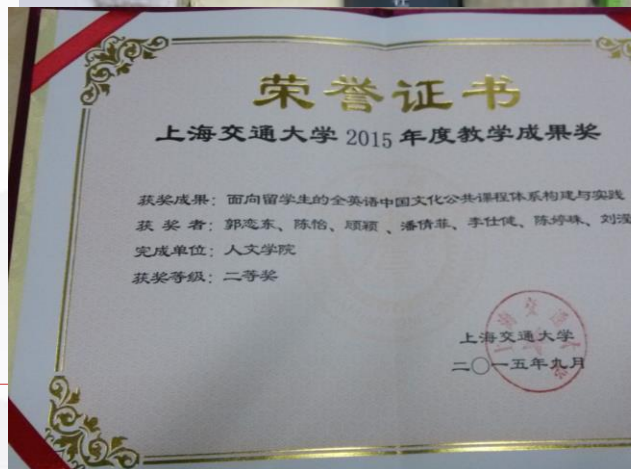 荣誉证书
上海交通大学 2015 年度教学成果奖
获奖成果：面向留学生的全英语中国文化公共课程体系构建与实践
获 奖 者：郭恋东、陈怡、顾颖、潘倩菲、李仕健、陈婷珠、刘滢
完成单位：人文学院
获奖等级：二等奖
上海交通大学
二〇一五年九月